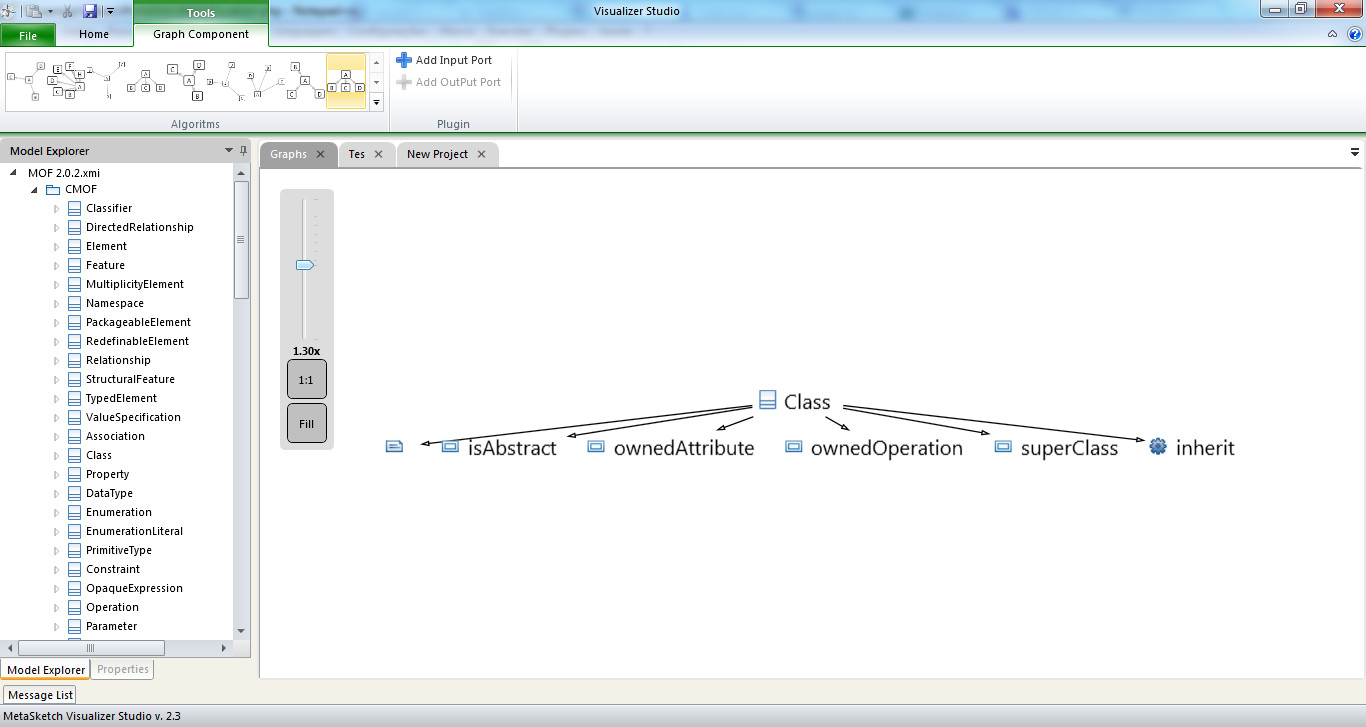 Tools
Visualizer Studio
File
Home
Graph Component
Add Input Port
Add OutPut Port
Algoritms
Plugin
Model Explorer
Graphs
Tes
New Project
MOF 2.0.2.xmi
CMOF
Classifier
DirectedRelationship
Element
Feature
MultiplicityElement
Namespace
PackageableElement
RedefinableElement
Relationship
StructuralFeature
TypedElement
ValueSpecification
Association
Class
Property
DataType
Enumeration
EnumerationLiteral
PrimitiveType
Constraint
OpaqueExpression
Operation
Parameter
1.30x
1:1
Fill
Class
isAbstract
ownedAttribute
ownedOperation
superClass
inherit
Model Explorer
Properties
Message List
MetaSketch Visualizer Studio v. 2.3